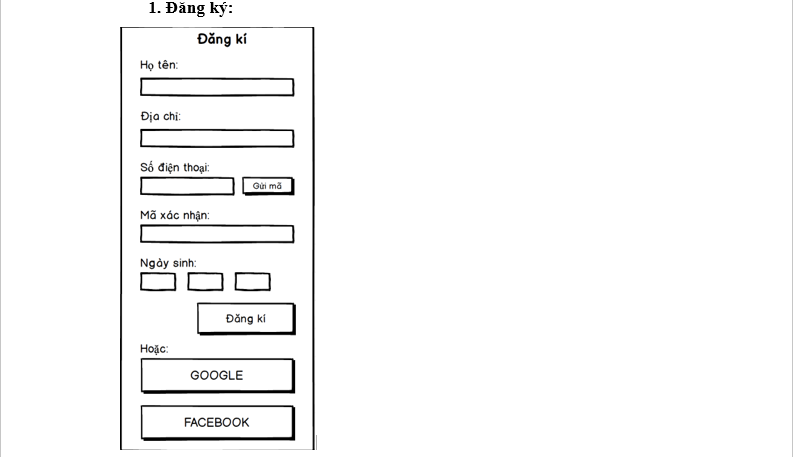 1. Đăng ký:
Đăng kí
Họ tên:
Địa chỉ:
Số điện thoại:
Gửi mã
Mã xác nhận:
Ngày sinh:
Đăng kí
Hoặc:
GOOGLE
FACEBOOK